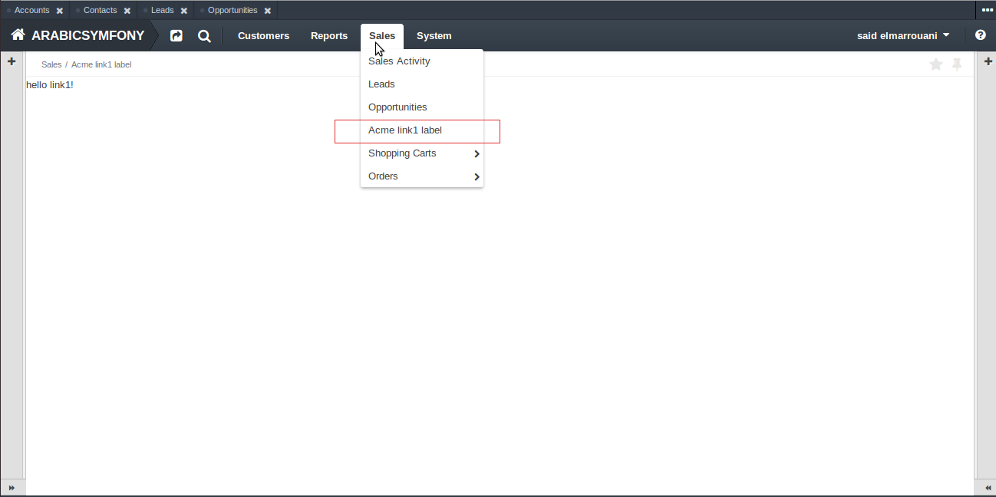 Accounts Contacts Leads Opportunities
ARABICSYMFONY Customers Reports Sales System said elmarrouani
Sales / Acme link1 label
hello link1!
Sales Activity
Leads
Opportunities
Acme link1 label
Shopping Carts
Orders